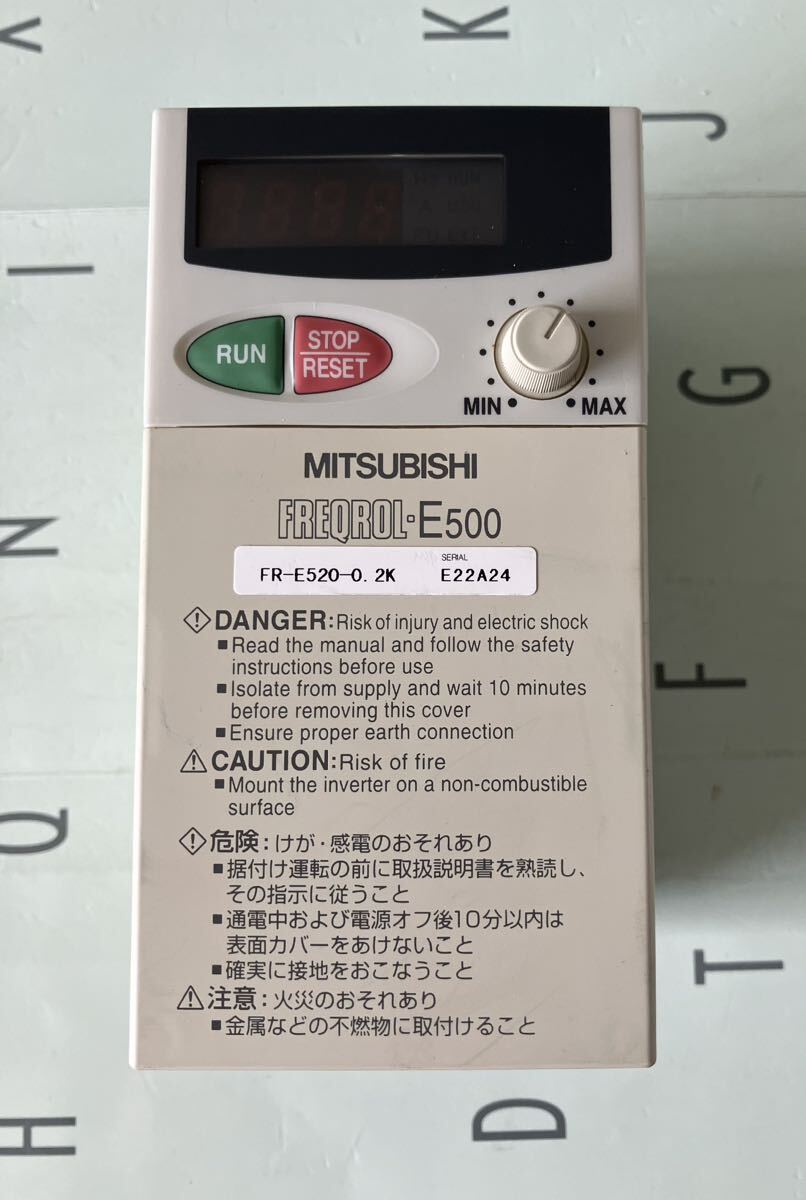 K
J
I
RUN
STOP
RESET
MIN
MAX
G
MITSUBISHI
FREQROL-E500
SERIAL
FR-E520-0.2K E22A24
N
DANGER:Risk of injury and electric shock
■Read the manual and follow the safety
instructions before use
■Isolate from supply and wait 10 minutes
before removing this cover
■Ensure proper earth connection
F
CAUTION:Risk of fire
■Mount the inverter on a non-combustible
surface
Q
危険:けが・感電のおそれあり
■据付け運転の前に取扱説明書を熟読し、
その指示に従うこと
■通電中および電源オフ後10分以内は
表面カバーをあけないこと
■確実に接地をおこなうこと
T
注意:火災のおそれあり
■金属などの不燃物に取付けること
H
D